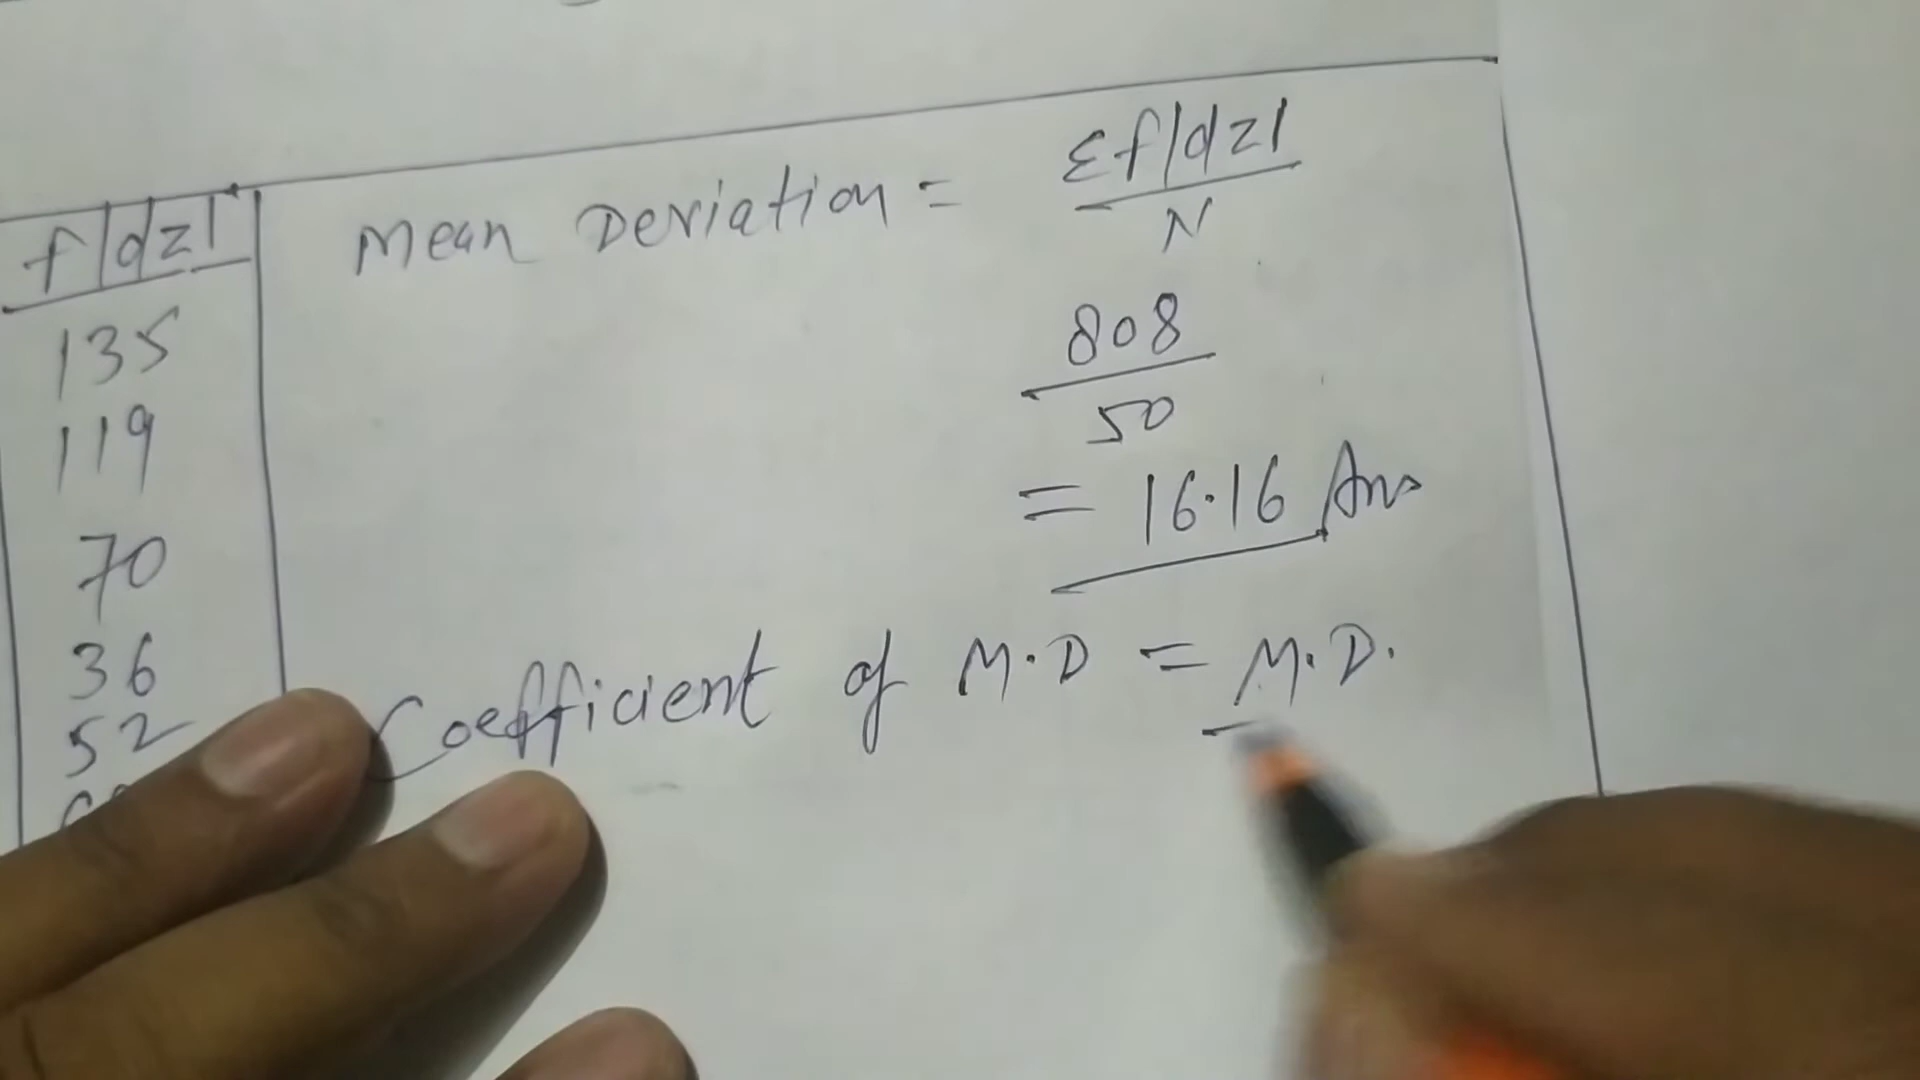 f|dz|
135
119
70
36
52
Mean Deviation = Σf|dz|
N
808
50
= 16.16 Ans
Coefficient of M.D = M.D.